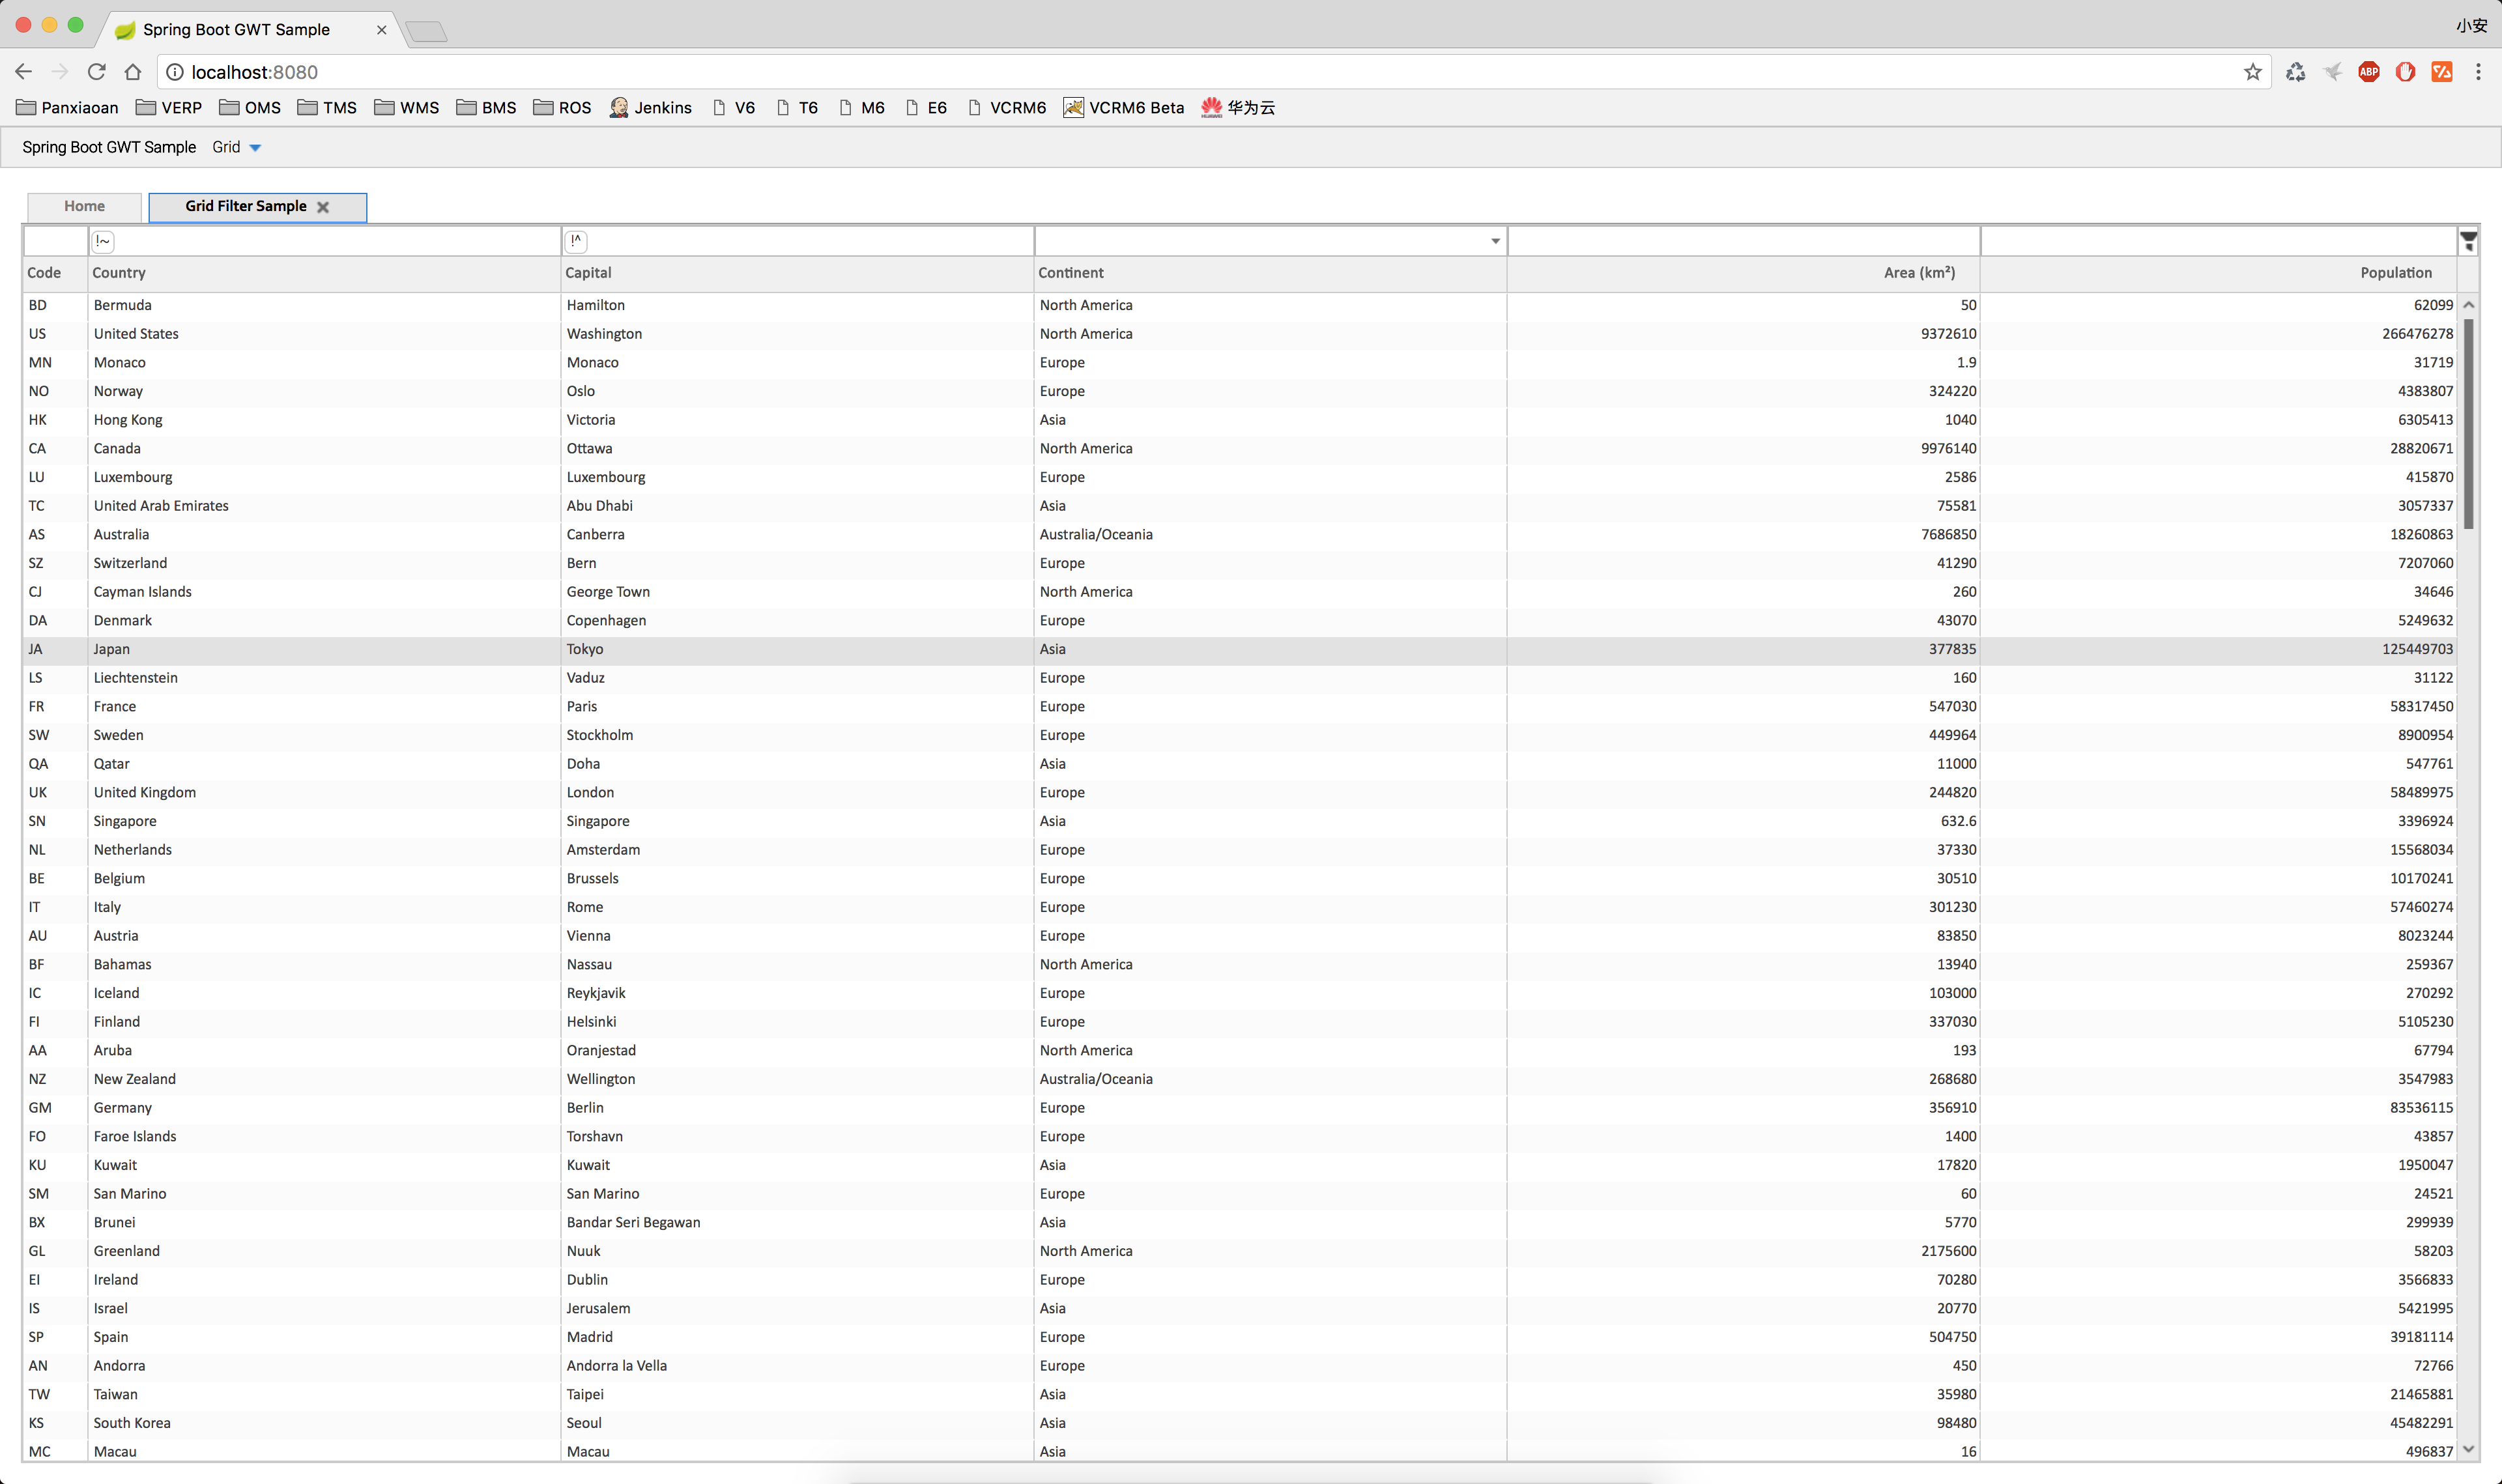 Spring Boot GWT Sample 小安
localhost:8080 ABP
Panxiaoan VERP OMS TMS WMS BMS ROS Jenkins V6 T6 M6 E6 VCRM6 VCRM6 Beta HUAWEI 华为云
Spring Boot GWT Sample Grid
Home Grid Filter Sample
!~ !^
Code Country Capital Continent Area (km²) Population
BD Bermuda Hamilton North America 50 62099
US United States Washington North America 9372610 266476278
MN Monaco Monaco Europe 1.9 31719
NO Norway Oslo Europe 324220 4383807
HK Hong Kong Victoria Asia 1040 6305413
CA Canada Ottawa North America 9976140 28820671
LU Luxembourg Luxembourg Europe 2586 415870
TC United Arab Emirates Abu Dhabi Asia 75581 3057337
AS Australia Canberra Australia/Oceania 7686850 18260863
SZ Switzerland Bern Europe 41290 7207060
CJ Cayman Islands George Town North America 260 34646
DA Denmark Copenhagen Europe 43070 5249632
JA Japan Tokyo Asia 377835 125449703
LS Liechtenstein Vaduz Europe 160 31122
FR France Paris Europe 547030 58317450
SW Sweden Stockholm Europe 449964 8900954
QA Qatar Doha Asia 11000 547761
UK United Kingdom London Europe 244820 58489975
SN Singapore Singapore Asia 632.6 3396924
NL Netherlands Amsterdam Europe 37330 15568034
BE Belgium Brussels Europe 30510 10170241
IT Italy Rome Europe 301230 57460274
AU Austria Vienna Europe 83850 8023244
BF Bahamas Nassau North America 13940 259367
IC Iceland Reykjavik Europe 103000 270292
FI Finland Helsinki Europe 337030 5105230
AA Aruba Oranjestad North America 193 67794
NZ New Zealand Wellington Australia/Oceania 268680 3547983
GM Germany Berlin Europe 356910 83536115
FO Faroe Islands Torshavn Europe 1400 43857
KU Kuwait Kuwait Asia 17820 1950047
SM San Marino San Marino Europe 60 24521
BX Brunei Bandar Seri Begawan Asia 5770 299939
GL Greenland Nuuk North America 2175600 58203
EI Ireland Dublin Europe 70280 3566833
IS Israel Jerusalem Asia 20770 5421995
SP Spain Madrid Europe 504750 39181114
AN Andorra Andorra la Vella Europe 450 72766
TW Taiwan Taipei Asia 35980 21465881
KS South Korea Seoul Asia 98480 45482291
MC Macau Macau Asia 16 496837